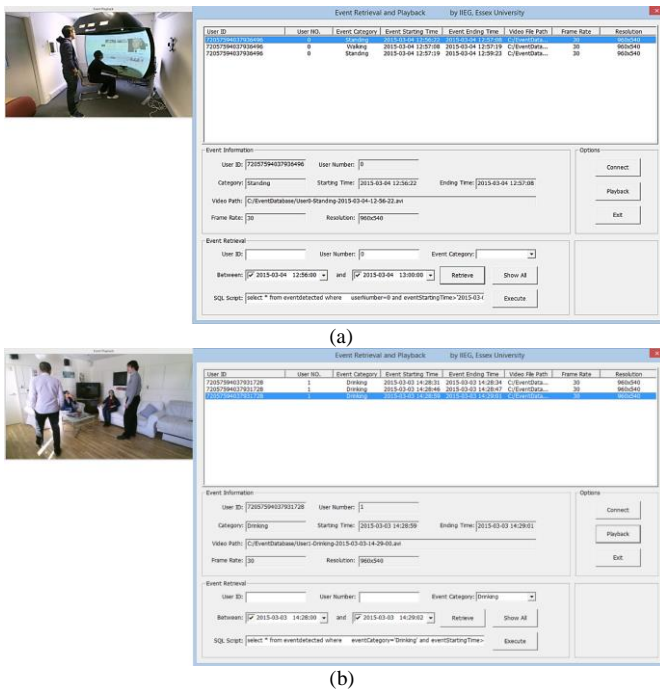 Event Playback
Event Retrieval and Playback by IIEG, Essex University
User ID User NO. Event Category Event Starting Time Event Ending Time Video File Path Frame Rate Resolution
72057594037936496 0 Standing 2015-03-04 12:56:22 2015-03-04 12:57:08 C:/EventData... 30 960x540
72057594037936496 0 Walking 2015-03-04 12:57:08 2015-03-04 12:57:19 C:/EventData... 30 960x540
72057594037936496 0 Standing 2015-03-04 12:57:19 2015-03-04 12:59:23 C:/EventData... 30 960x540
Event Information Options
User ID: 72057594037936496 User Number: 0 Connect
Category: Standing Starting Time: 2015-03-04 12:56:22 Ending Time: 2015-03-04 12:57:08
Playback
Video Path: C:/EventDatabase/User0-Standing-2015-03-04-12-56-22.avi
Frame Rate: 30 Resolution: 960x540 Exit
Event Retrieval
User ID: User Number: 0 Event Category:
Between: 2015-03-04 12:56:00 and 2015-03-04 13:00:00 Retrieve Show All
SQL Script: select * from eventdetected where userNumber=0 and eventStartingTime>'2015-03-0 Execute
(a)
Event Playback
Event Retrieval and Playback by IIEG, Essex University
User ID User NO. Event Category Event Starting Time Event Ending Time Video File Path Frame Rate Resolution
72057594037931728 1 Drinking 2015-03-03 14:28:31 2015-03-03 14:28:34 C:/EventData... 30 960x540
72057594037931728 1 Drinking 2015-03-03 14:28:46 2015-03-03 14:28:47 C:/EventData... 30 960x540
72057594037931728 1 Drinking 2015-03-03 14:28:59 2015-03-03 14:29:01 C:/EventData... 30 960x540
Event Information Options
User ID: 72057594037931728 User Number: 1 Connect
Category: Drinking Starting Time: 2015-03-03 14:28:59 Ending Time: 2015-03-03 14:29:01
Playback
Video Path: C:/EventDatabase/User1-Drinking-2015-03-03-14-29-00.avi
Frame Rate: 30 Resolution: 960x540 Exit
Event Retrieval
User ID: User Number: Event Category: Drinking
Between: 2015-03-03 14:28:00 and 2015-03-03 14:29:02 Retrieve Show All
SQL Script: select * from eventdetected where eventCategory='Drinking' and eventStartingTime> Execute
(b)